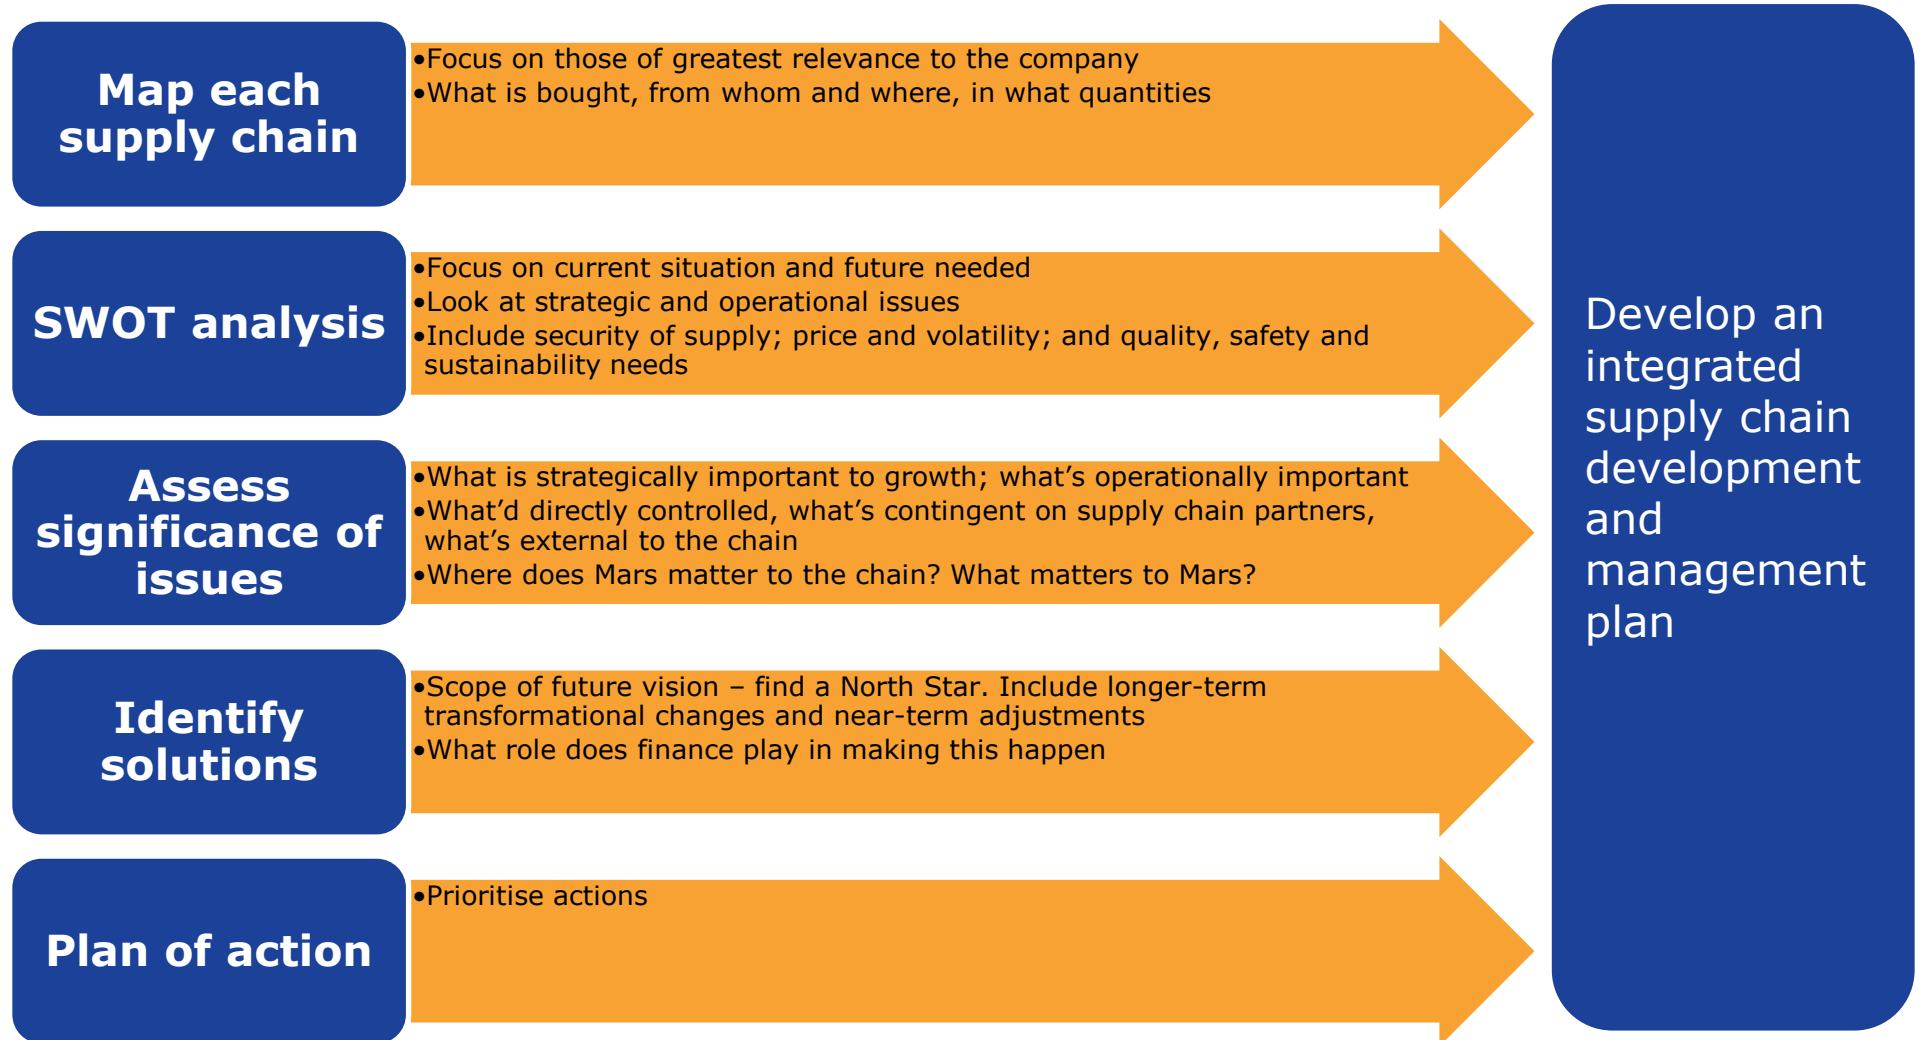 Map each
supply chain
•Focus on those of greatest relevance to the company
•What is bought, from whom and where, in what quantities
SWOT analysis
•Focus on current situation and future needed
•Look at strategic and operational issues
•Include security of supply; price and volatility; and quality, safety and
sustainability needs
Assess
significance of
issues
•What is strategically important to growth; what’s operationally important
•What’d directly controlled, what’s contingent on supply chain partners,
what’s external to the chain
•Where does Mars matter to the chain? What matters to Mars?
Identify
solutions
•Scope of future vision – find a North Star. Include longer-term
transformational changes and near-term adjustments
•What role does finance play in making this happen
Plan of action
•Prioritise actions
Develop an
integrated
supply chain
development
and
management
plan